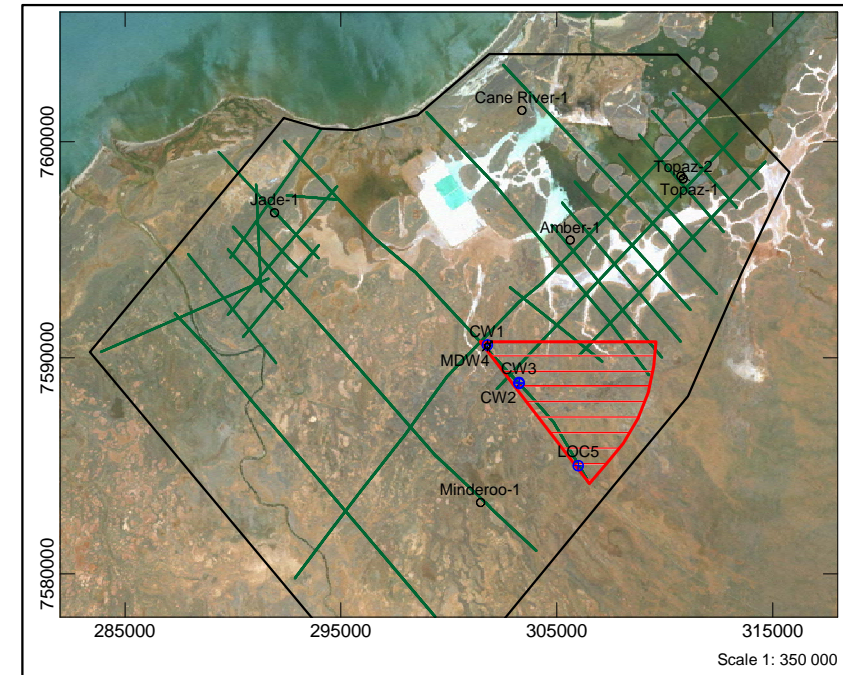 Cane River-1
7600000
Topaz-2
Topaz-1
Jade-1
Amber-1
CW1
7590000
MDW4
CW3
CW2
LOC5
Minderoo-1
7580000
285000 295000 305000 315000
Scale 1: 350 000